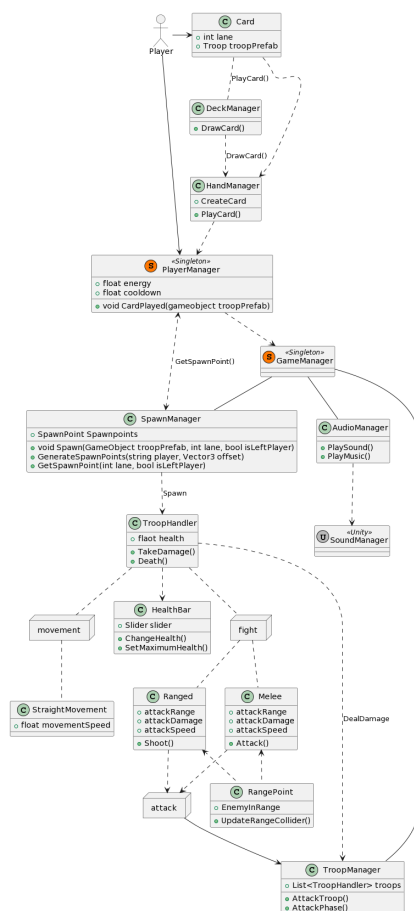 Player
C Card
int lane
Troop troopPrefab
PlayCard()
C DeckManager
DrawCard()
DrawCard()
C HandManager
CreateCard
PlayCard()
S «Singleton»
PlayerManager
float energy
float cooldown
void CardPlayed(gameobject troopPrefab)
GetSpawnPoint()
S «Singleton»
GameManager
C SpawnManager
SpawnPoint Spawnpoints
void Spawn(GameObject troopPrefab, int lane, bool isLeftPlayer)
GenerateSpawnPoints(string player, Vector3 offset)
GetSpawnPoint(int lane, bool isLeftPlayer)
C AudioManager
PlaySound()
PlayMusic()
Spawn
C TroopHandler
flaot health
TakeDamage()
Death()
U «Unity»
SoundManager
movement
C HealthBar
Slider slider
ChangeHealth()
SetMaximumHealth()
fight
C StraightMovement
float movementSpeed
C Ranged
attackRange
attackDamage
attackSpeed
Shoot()
C Melee
attackRange
attackDamage
attackSpeed
Attack()
DealDamage
attack
C RangePoint
EnemyInRange
UpdateRangeCollider()
C TroopManager
List<TroopHandler> troops
AttackTroop()
AttackPhase()